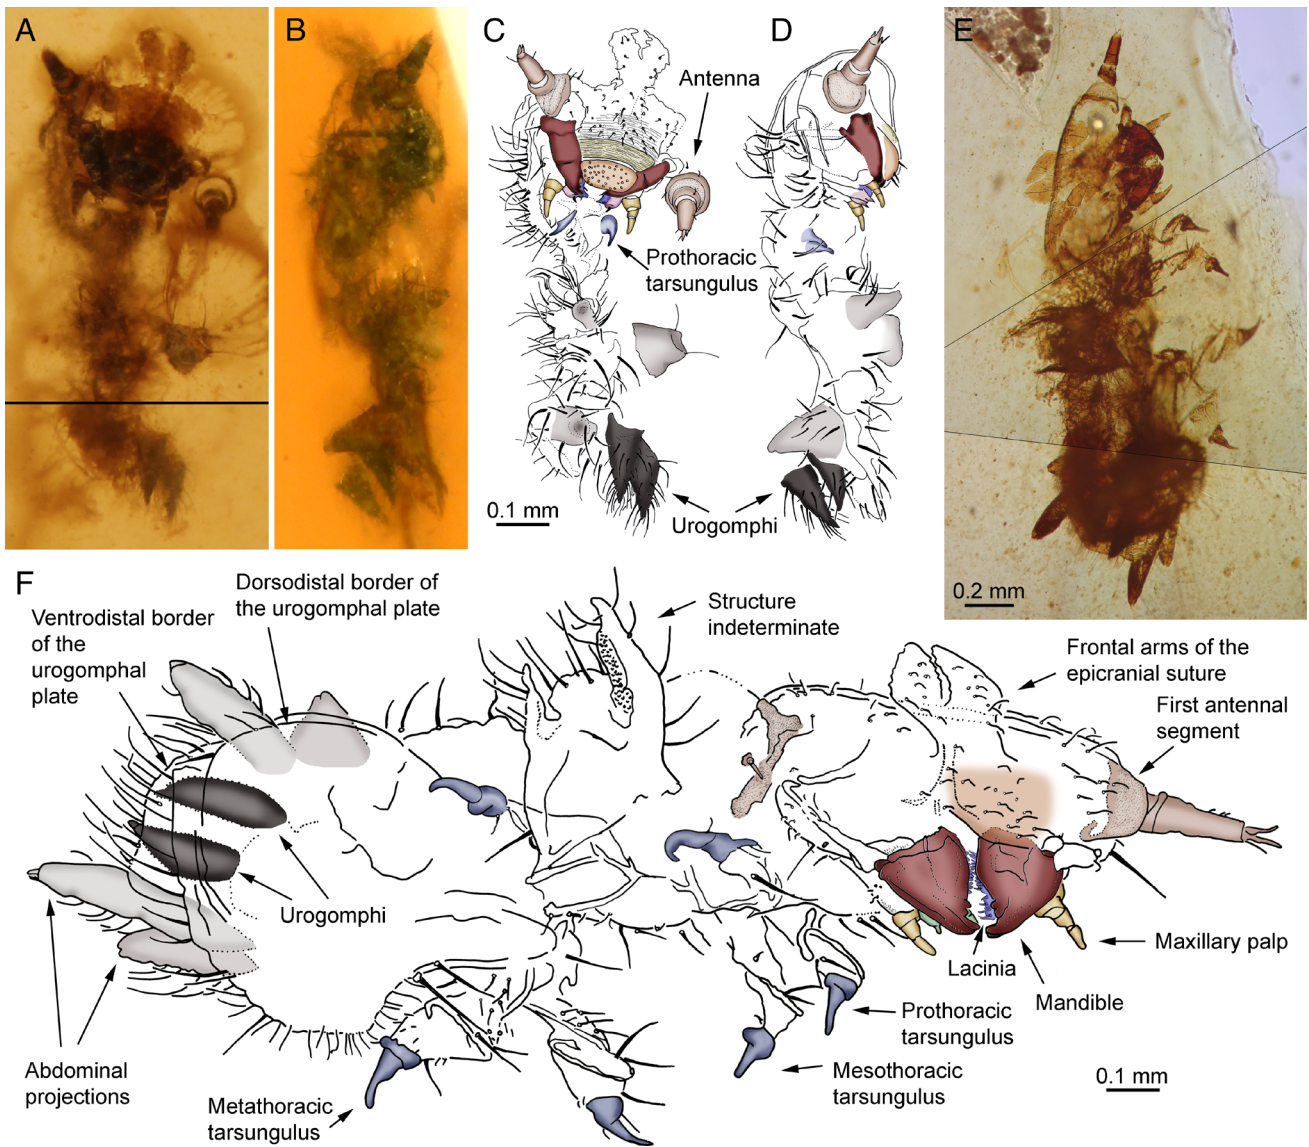 A
B
C
D
E
Antenna
Prothoracic
tarsungulus
Urogomphi
0.1 mm
0.2 mm
F
Dorsodistal border of
the urogomphal plate
Ventrodistal border
of the
urogomphal
plate
Structure
indeterminate
Frontal arms of the
epicranial suture
First antennal
segment
Urogomphi
Maxillary palp
Lacinia
Mandible
Prothoracic
tarsungulus
Mesothoracic
tarsungulus
Abdominal
projections
Metathoracic
tarsungulus
0.1 mm